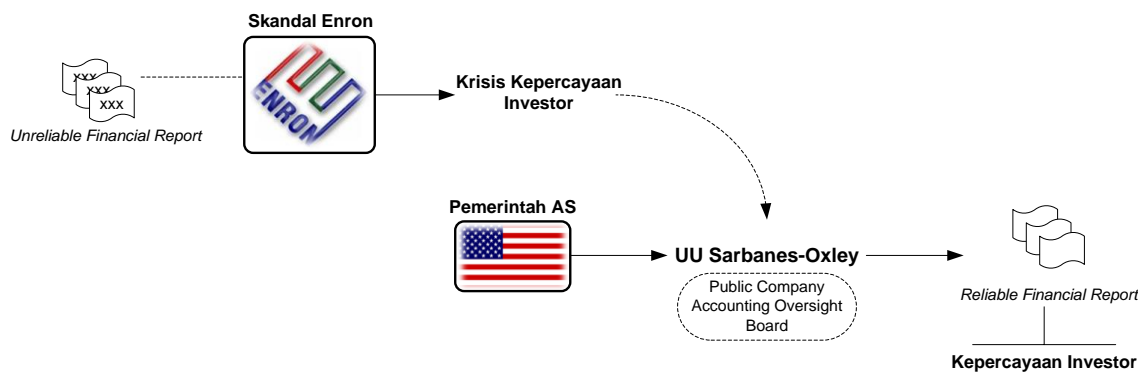 Skandal Enron
XXX
XXX
XXX
Unreliable Financial Report
ENRON
Krisis Kepercayaan
Investor
Pemerintah AS
UU Sarbanes-Oxley
Public Company
Accounting Oversight
Board
Reliable Financial Report
Kepercayaan Investor